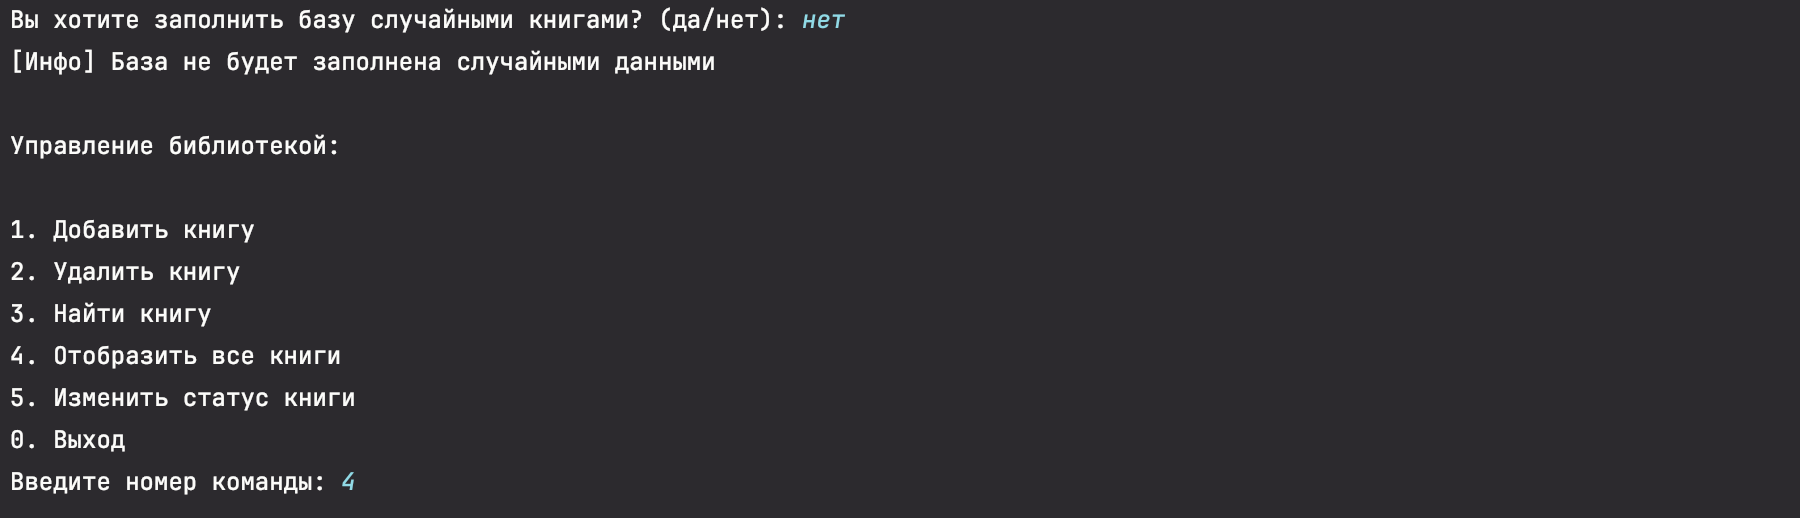 Вы хотите заполнить базу случайными книгами? (да/нет): нет
[Инфо] База не будет заполнена случайными данными
Управление библиотекой:
1. Добавить книгу
2. Удалить книгу
3. Найти книгу
4. Отобразить все книги
5. Изменить статус книги
0. Выход
Введите номер команды: 4